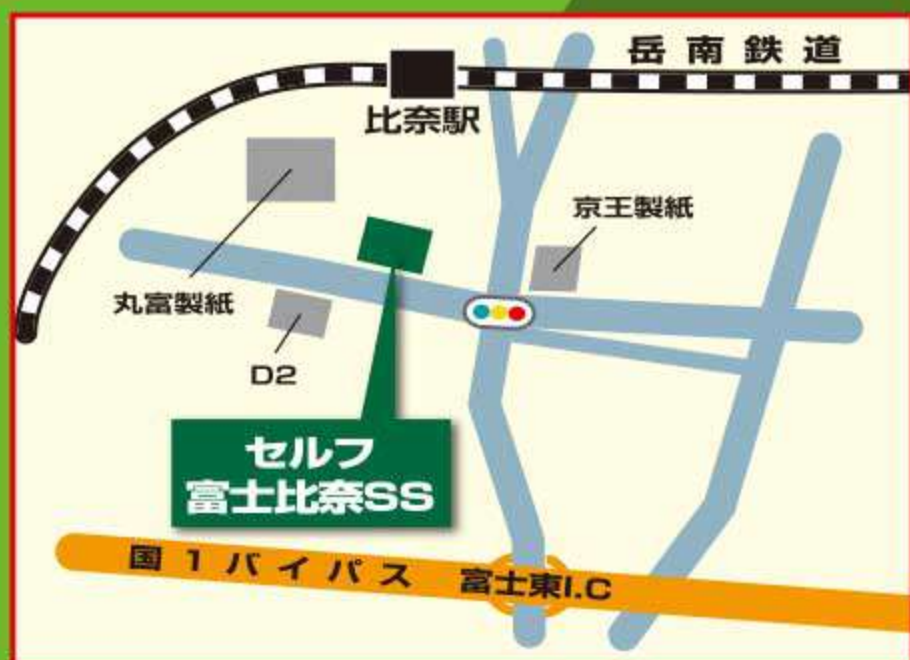 岳南鉄道
比奈駅
京王製紙
丸富製紙
D2
セルフ
富士比奈SS
国1バイパス 富士東I.C